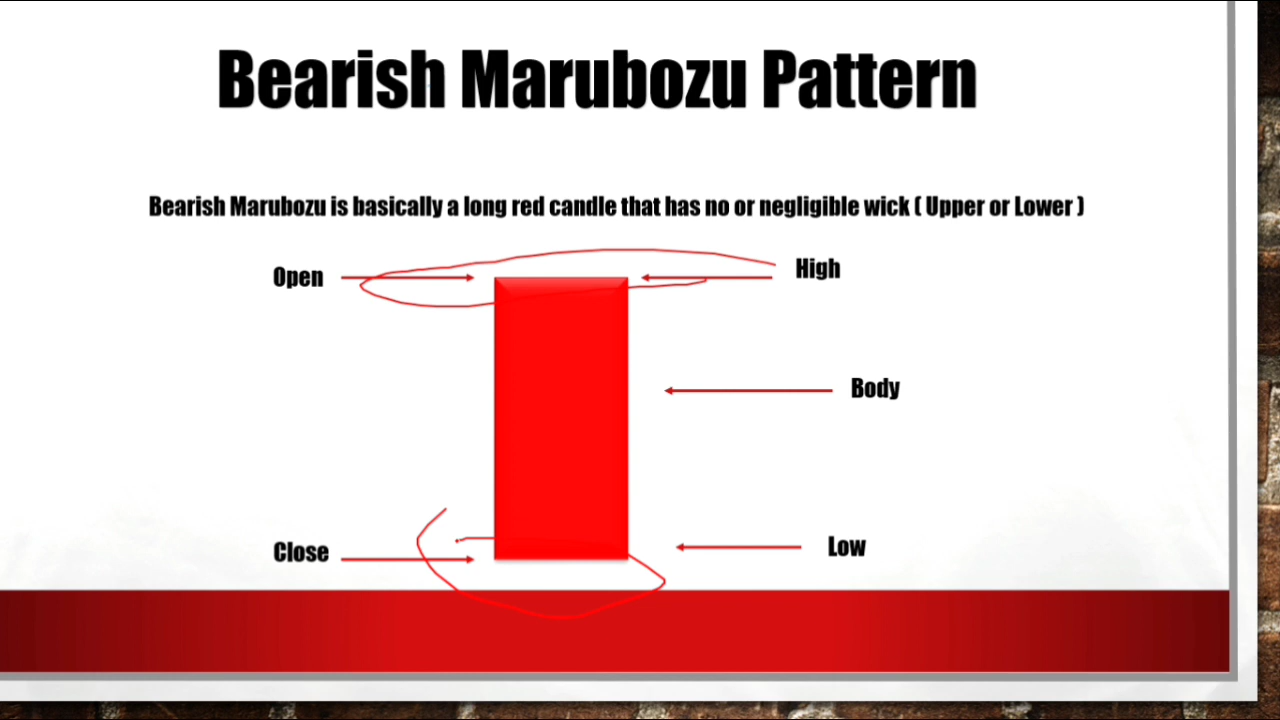 Bearish Marubozu Pattern
Bearish Marubozu is basically a long red candle that has no or negligible wick ( Upper or Lower )
Open
High
Body
Close
Low